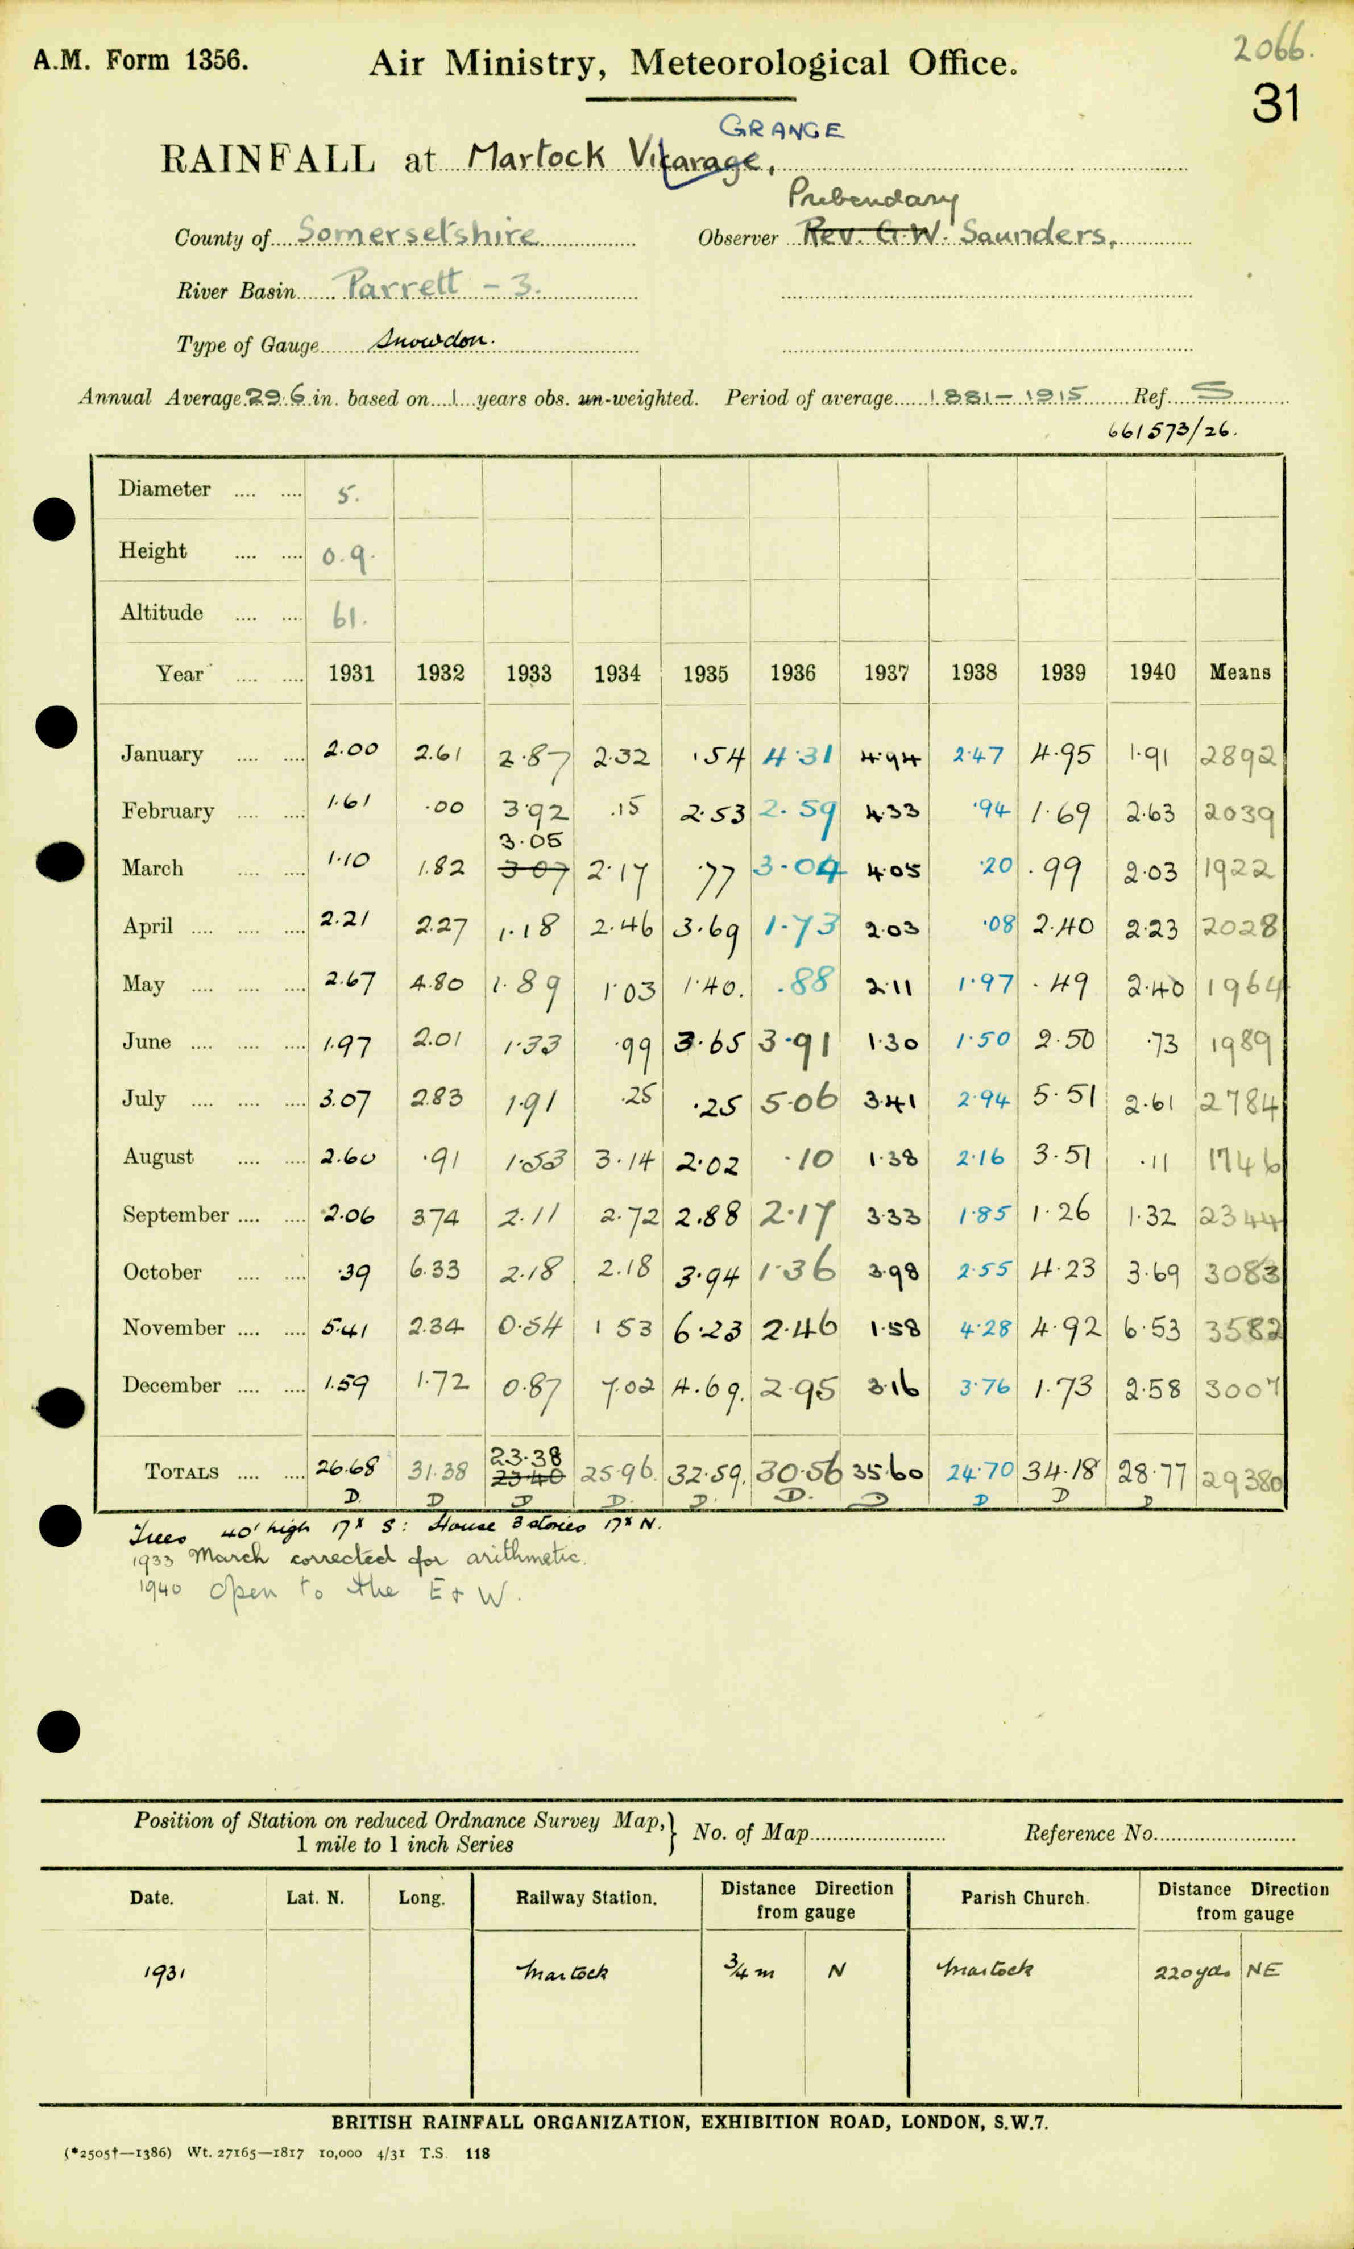 2066.
A.M. Form 1356. Air Ministry, Meteorological Office.
31
GRANGE
RAINFALL at Martock Vicarage,
Prebendary
County of Somersetshire Observer Rev. G.W. Saunders,
River Basin Parrett - 3.
Type of Gauge Snowdon.
Annual Average 29.6 in. based on 1 years obs. un-weighted. Period of average 1881-1915 Ref. S
661573/26.
Diameter .... .... 5.
Height .... .... 0.9.
Altitude .... .... 61.
Year .... .... 1931 1932 1933 1934 1935 1936 1937 1938 1939 1940 Means
January .... .... 2.00 2.61 2.87 2.32 .54 4.31 4.94 2.47 4.95 1.91 2892
February .... .... 1.61 .00 3.92 .15 2.53 2.59 4.33 .94 1.69 2.63 2039
3.05
March .... .... 1.10 1.82 3.07 2.17 .77 3.04 4.05 .20 .99 2.03 1922
April .... .... .... 2.21 2.27 1.18 2.46 3.69 1.73 2.03 .08 2.40 2.23 2028
May .... .... .... 2.67 4.80 1.89 1.03 1.40. .88 2.11 1.97 .49 2.40 1964
June .... .... .... 1.97 2.01 1.33 .99 3.65 3.91 1.30 1.50 2.50 .73 1989
July .... .... .... 3.07 2.83 1.91 .25 .25 5.06 3.41 2.94 5.51 2.61 2784
August .... .... 2.60 .91 1.53 3.14 2.02 .10 1.38 2.16 3.51 .11 1746
September .... .... 2.06 3.74 2.11 2.72 2.88 2.17 3.33 1.85 1.26 1.32 2344
October .... .... .39 6.33 2.18 2.18 3.94 1.36 3.98 2.55 4.23 3.69 3083
November .... .... 5.41 2.34 0.54 1 53 6.23 2.46 1.58 4.28 4.92 6.53 3582
December .... .... 1.59 1.72 0.87 7.02 4.69. 2.95 3.16 3.76 1.73 2.58 3007
23.38
TOTALS .... .... 26.68 31.38 23.40 25.96. 32.59. 30.56 35.60 24.70 34.18 28.77 29380
D. D D D. D. D. D D D D
Trees 40' high 17x S: House 3 stories 17x N.
1933 March corrected for arithmetic.
1940 Open to the E & W.
Position of Station on reduced Ordnance Survey Map,} No. of Map Reference No.
1 mile to 1 inch Series
Date. Lat. N. Long. Railway Station. Distance Direction from gauge Parish Church. Distance Direction from gauge
1931 Martock 3/4 m N Martock 220 yds NE
BRITISH RAINFALL ORGANIZATION, EXHIBITION ROAD, LONDON, S.W.7.
(*2505†—1386) Wt. 27165—1817 10,000 4/31 T.S. 118